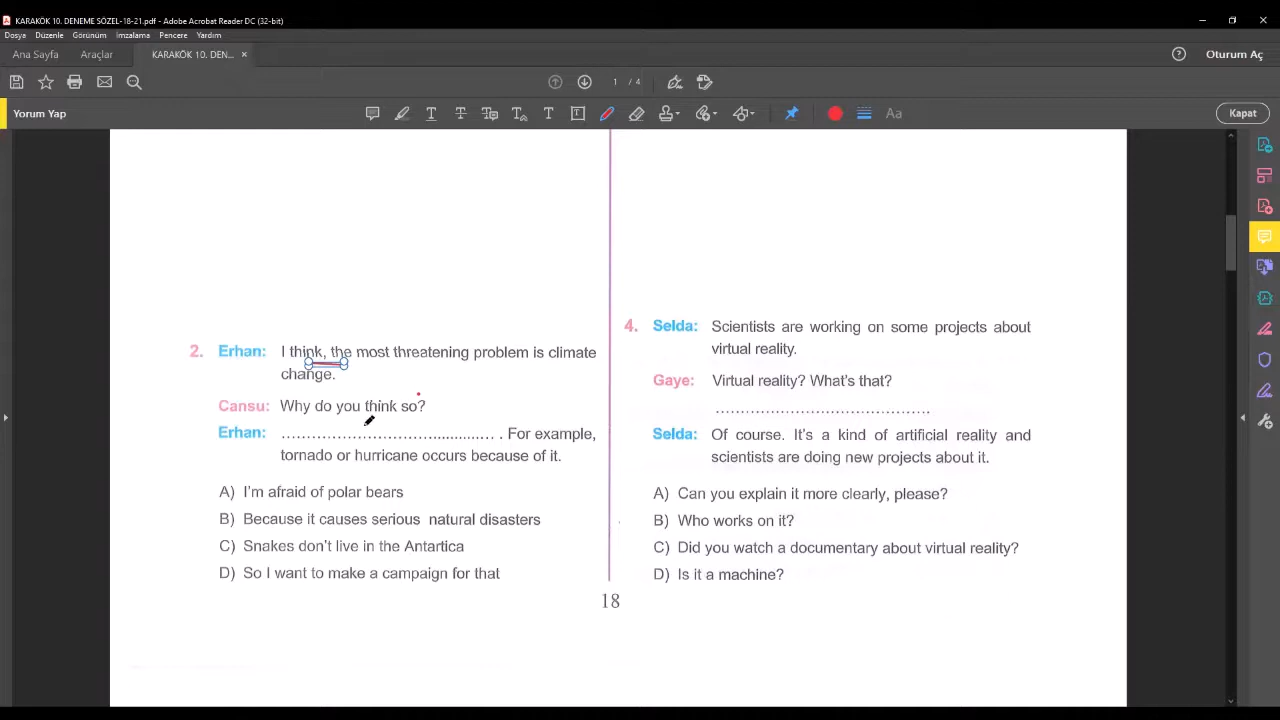 KARAKÖK 10. DENEME SÖZEL-18-21.pdf - Adobe Acrobat Reader DC (32-bit)
Dosya Düzenle Görünüm İmzalama Pencere Yardım
Ana Sayfa Araçlar KARAKÖK 10. DEN... × Oturum Aç
1 / 4
Yorum Yap Aa Kapat
2. Erhan: I think, the most threatening problem is climate
change.
Cansu: Why do you think so?
Erhan: ……………………………............… . For example,
tornado or hurricane occurs because of it.
A) I'm afraid of polar bears
B) Because it causes serious natural disasters
C) Snakes don't live in the Antartica
D) So I want to make a campaign for that
4. Selda: Scientists are working on some projects about
virtual reality.
Gaye: Virtual reality? What's that?
……………………………………
Selda: Of course. It's a kind of artificial reality and
scientists are doing new projects about it.
A) Can you explain it more clearly, please?
B) Who works on it?
C) Did you watch a documentary about virtual reality?
D) Is it a machine?
18